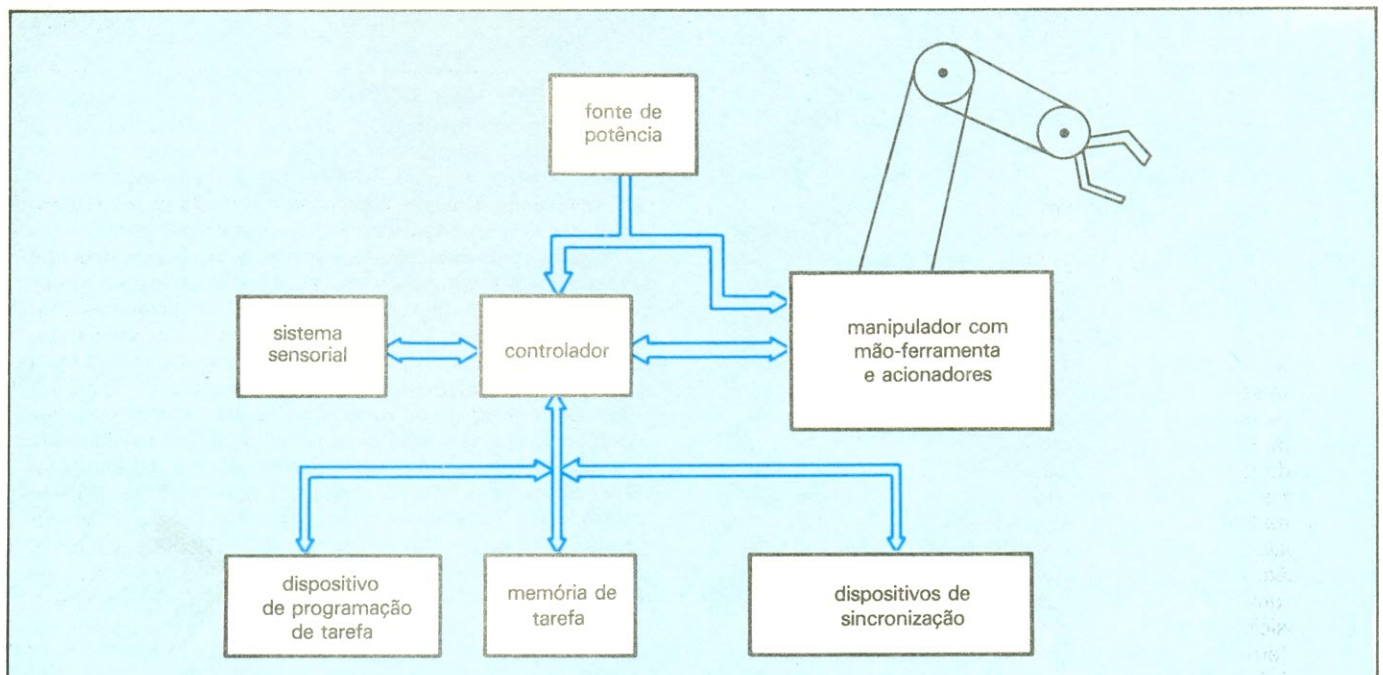 fonte de
potência
sistema
sensorial
controlador
manipulador com
mão-ferramenta
e acionadores
dispositivo
de programação
de tarefa
memória de
tarefa
dispositivos de
sincronização